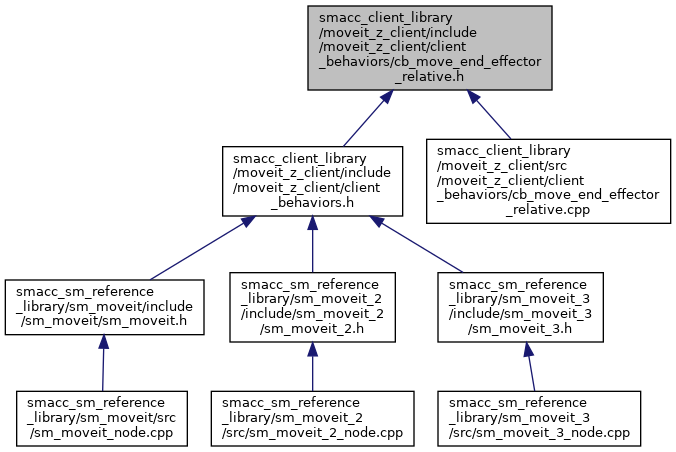 smacc_client_library
/moveit_z_client/include
/moveit_z_client/client
_behaviors/cb_move_end_effector
_relative.h
smacc_client_library
/moveit_z_client/include
/moveit_z_client/client
_behaviors.h
smacc_client_library
/moveit_z_client/src
/moveit_z_client/client
_behaviors/cb_move_end_effector
_relative.cpp
smacc_sm_reference
_library/sm_moveit/include
/sm_moveit/sm_moveit.h
smacc_sm_reference
_library/sm_moveit_2
/include/sm_moveit_2
/sm_moveit_2.h
smacc_sm_reference
_library/sm_moveit_3
/include/sm_moveit_3
/sm_moveit_3.h
smacc_sm_reference
_library/sm_moveit/src
/sm_moveit_node.cpp
smacc_sm_reference
_library/sm_moveit_2
/src/sm_moveit_2_node.cpp
smacc_sm_reference
_library/sm_moveit_3
/src/sm_moveit_3_node.cpp